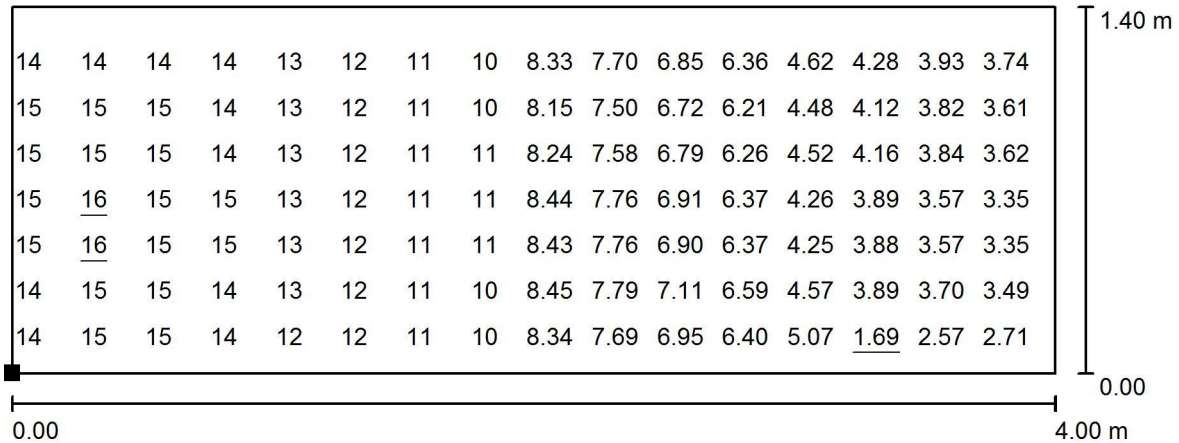 1.40 m
14 14 14 14 13 12 11 10 8.33 7.70 6.85 6.36 4.62 4.28 3.93 3.74
15 15 15 14 13 12 11 10 8.15 7.50 6.72 6.21 4.48 4.12 3.82 3.61
15 15 15 14 13 12 11 11 8.24 7.58 6.79 6.26 4.52 4.16 3.84 3.62
15 16 15 15 13 12 11 11 8.44 7.76 6.91 6.37 4.26 3.89 3.57 3.35
15 16 15 15 13 12 11 11 8.43 7.76 6.90 6.37 4.25 3.88 3.57 3.35
14 15 15 14 13 12 11 10 8.45 7.79 7.11 6.59 4.57 3.89 3.70 3.49
14 15 15 14 12 12 11 10 8.34 7.69 6.95 6.40 5.07 1.69 2.57 2.71
0.00
0.00 4.00 m